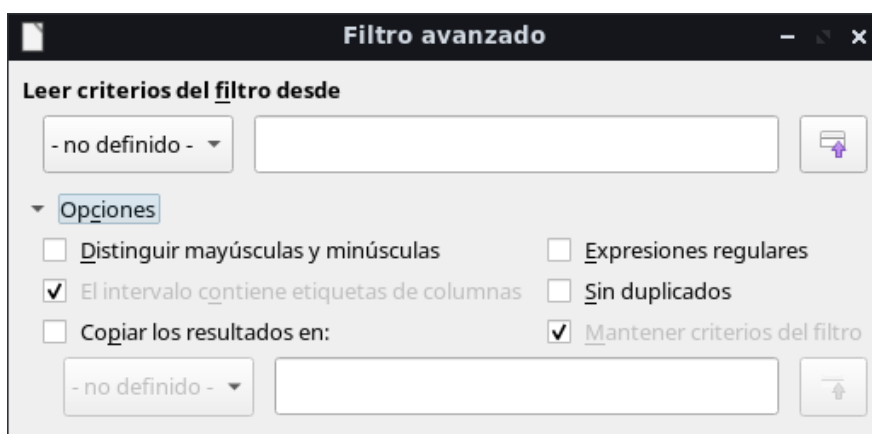 Filtro avanzado
Leer criterios del filtro desde
- no definido -
Opciones
Distinguir mayúsculas y minúsculas
Expresiones regulares
El intervalo contiene etiquetas de columnas
Sin duplicados
Copiar los resultados en:
Mantener criterios del filtro
- no definido -